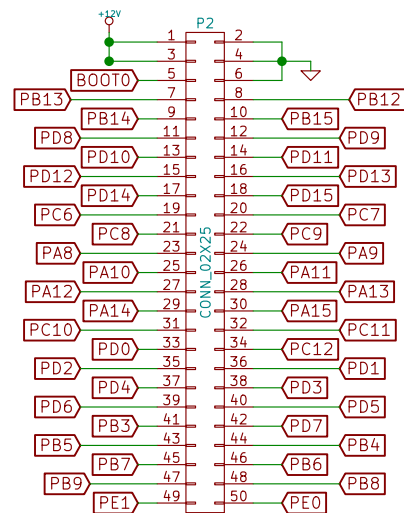 +12V
P2
1 2
3 4
BOOT0 5 6
PB13 7 8 PB12
PB14 9 10 PB15
PD8 11 12 PD9
PD10 13 14 PD11
PD12 15 16 PD13
PD14 17 18 PD15
PC6 19 20 PC7
PC8 21 22 PC9
PA8 23 24 PA9
PA10 25 26 PA11
PA12 27 28 PA13
PA14 29 30 PA15
PC10 31 32 PC11
PD0 33 34 PC12
PD2 35 36 PD1
PD4 37 38 PD3
PD6 39 40 PD5
PB3 41 42 PD7
PB5 43 44 PB4
PB7 45 46 PB6
PB9 47 48 PB8
PE1 49 50 PE0
CONN_02X25